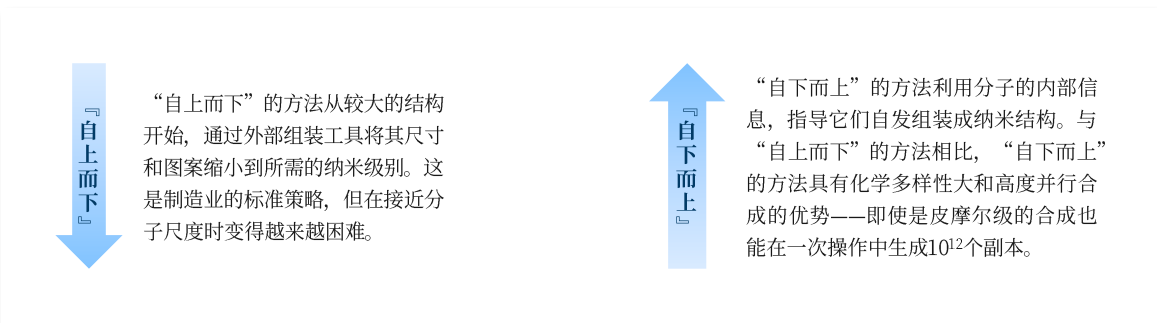 『自上而下』
“自上而下”的方法从较大的结构
开始，通过外部组装工具将其尺寸
和图案缩小到所需的纳米级别。这
是制造业的标准策略，但在接近分
子尺度时变得越来越困难。
『自下而上』
“自下而上”的方法利用分子的内部信
息，指导它们自发组装成纳米结构。与
“自上而下”的方法相比，“自下而上”
的方法具有化学多样性大和高度并行合
成的优势——即使是皮摩尔级的合成也
能在一次操作中生成10¹²个副本。